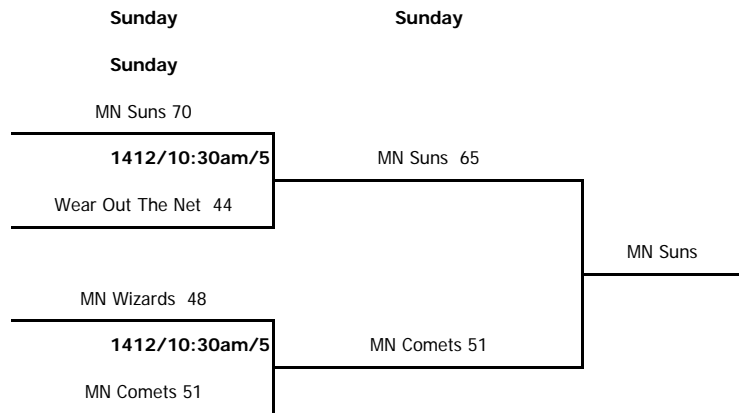 Sunday Sunday
Sunday
MN Suns 70
1412/10:30am/5 MN Suns 65
Wear Out The Net 44
MN Suns
MN Wizards 48
1412/10:30am/5 MN Comets 51
MN Comets 51